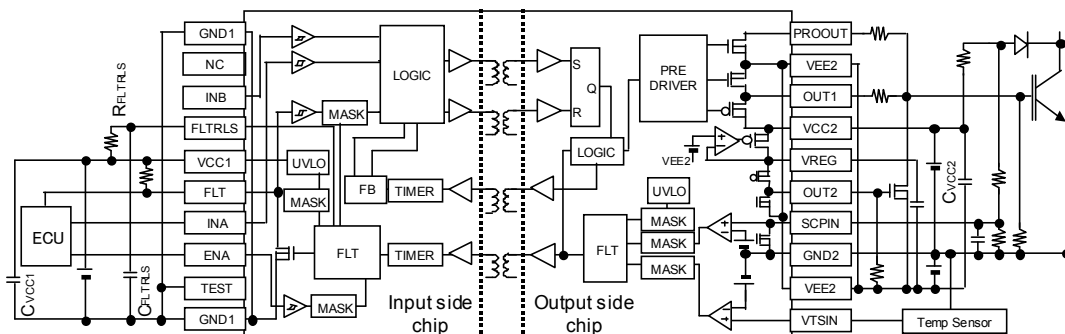 GND1
NC
INB
FLTRLS
VCC1
FLT
INA
ENA
TEST
GND1
RFLTRLS
ECU
CVCC1
CFLTRLS
LOGIC
MASK
UVLO
MASK
FB
TIMER
FLT
TIMER
MASK
Input side
chip
Output side
chip
S
R
Q
PRE
DRIVER
LOGIC
VEE2
UVLO
MASK
MASK
MASK
FLT
PROOUT
VEE2
OUT1
VCC2
VREG
OUT2
SCPIN
GND2
VEE2
VTSIN
CVCC2
Temp Sensor